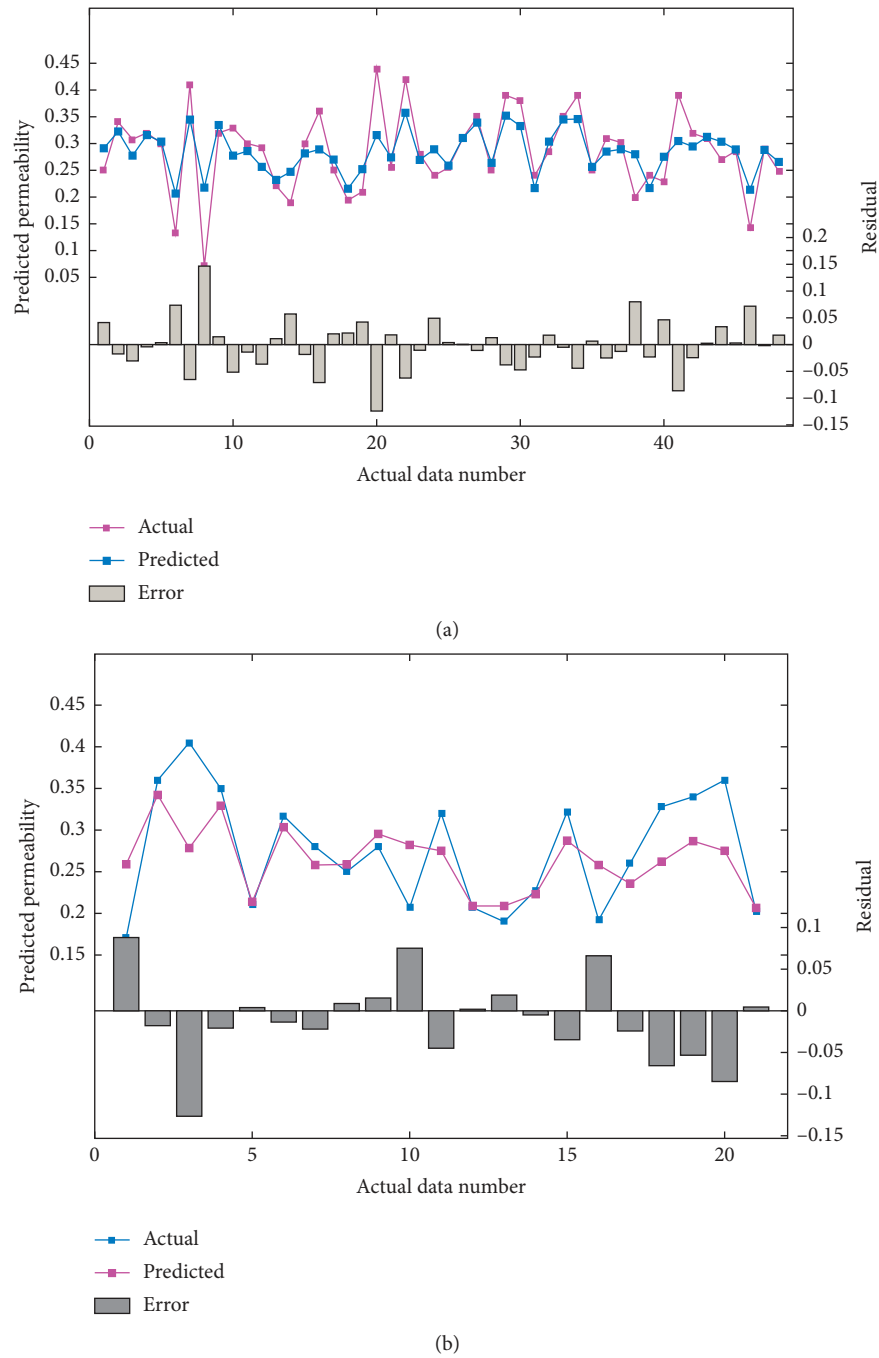 0.45
0.4
0.35
0.3
0.25
0.2
0.15
0.1
0.05
Predicted permeability
0.2
0.15
0.1
0.05
0
−0.05
−0.1
−0.15
Residual
0 10 20 30 40
Actual data number
Actual
Predicted
Error
(a)
0.45
0.4
0.35
0.3
0.25
0.2
0.15
Predicted permeability
0.1
0.05
0
−0.05
−0.1
−0.15
Residual
0 5 10 15 20
Actual data number
Actual
Predicted
Error
(b)